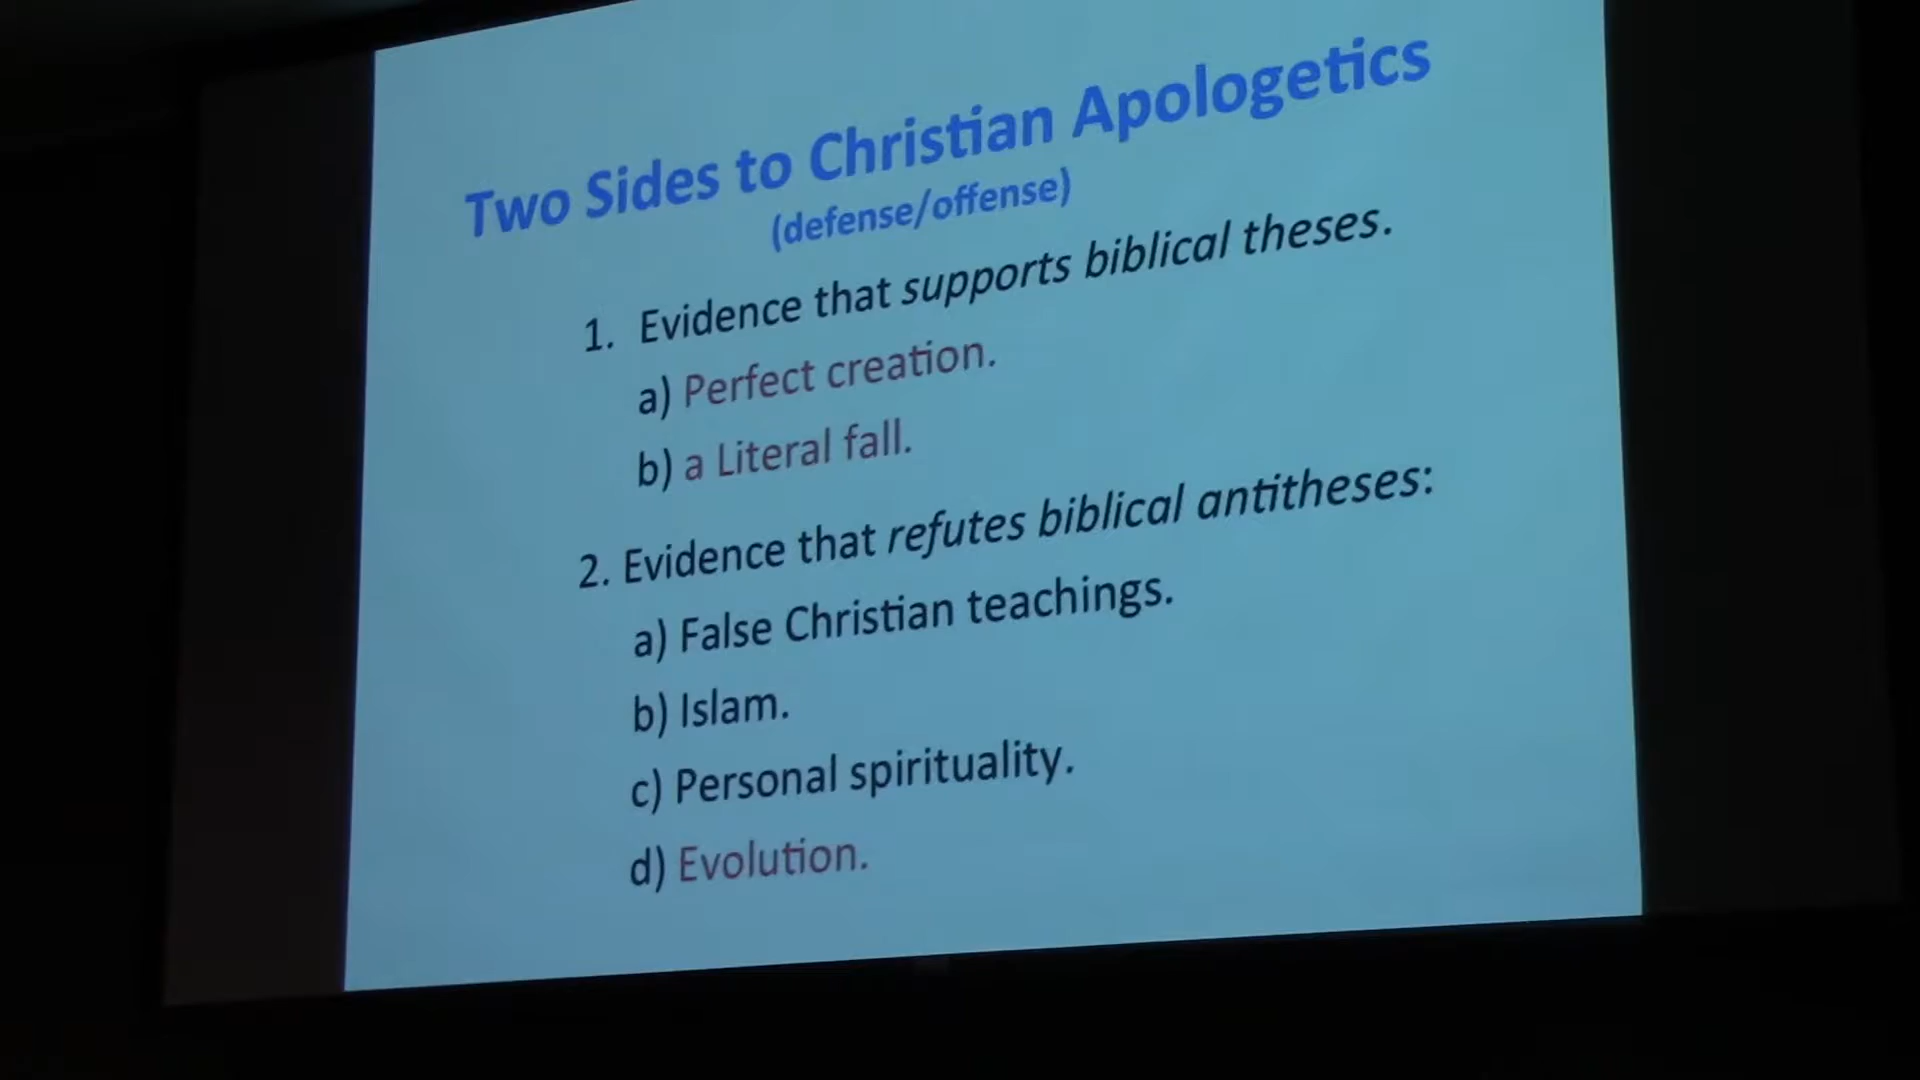 Two Sides to Christian Apologetics
(defense/offense)
1. Evidence that supports biblical theses.
a) Perfect creation.
b) a Literal fall.
2. Evidence that refutes biblical antitheses:
a) False Christian teachings.
b) Islam.
c) Personal spirituality.
d) Evolution.